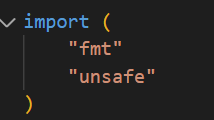 import (
"fmt"
"unsafe"
)